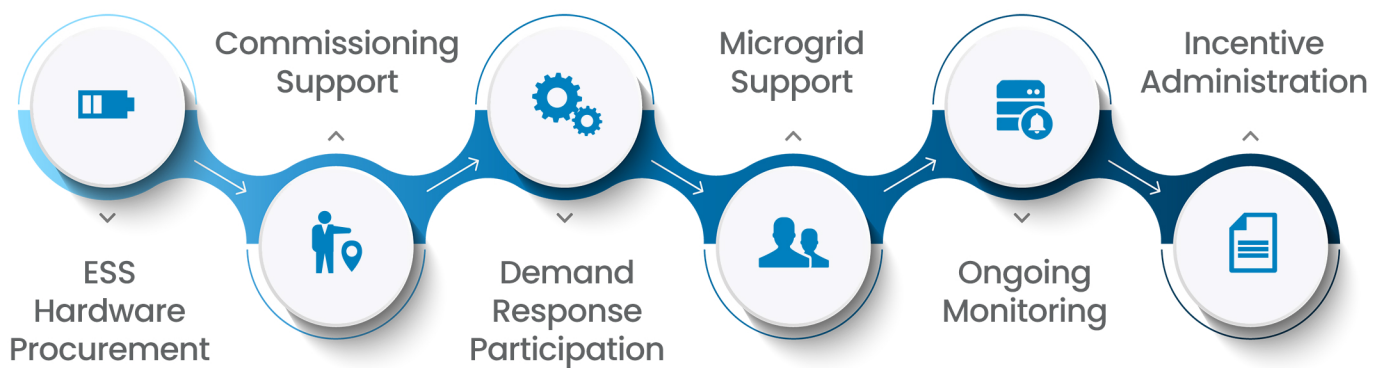 ESS
Hardware
Procurement
Commissioning
Support
Demand
Response
Participation
Microgrid
Support
Ongoing
Monitoring
Incentive
Administration